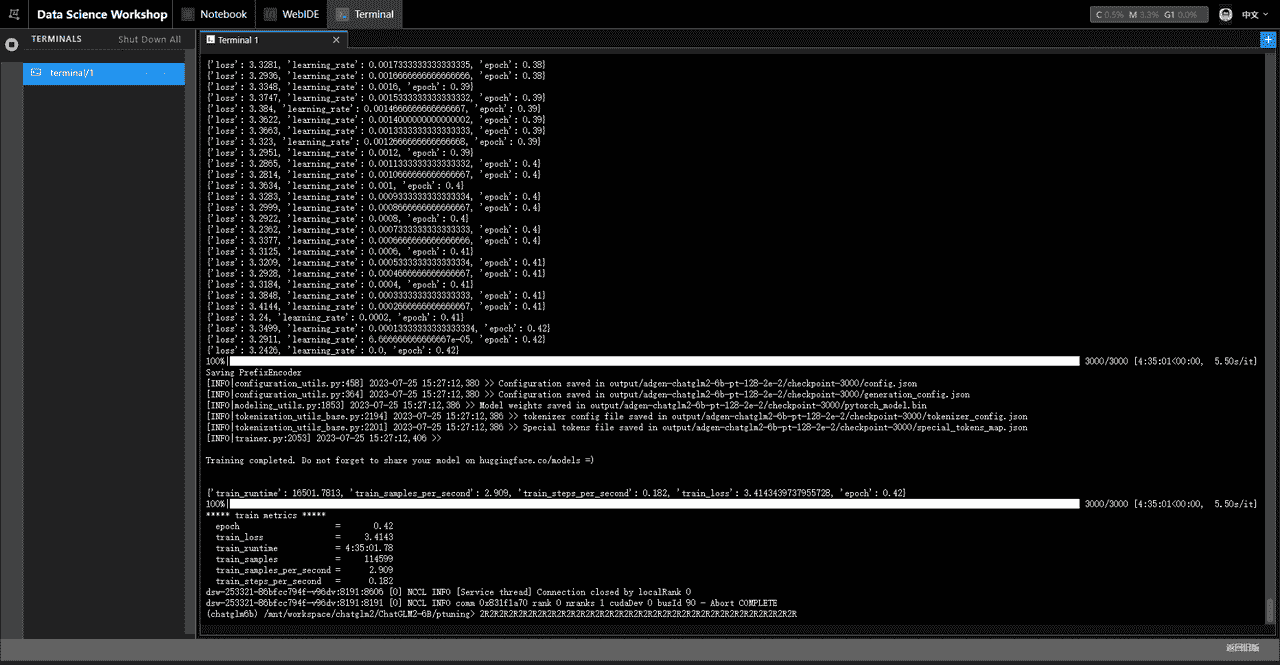 Data Science Workshop
Notebook
WebIDE
Terminal
C 0.5% M 3.3% G1 0.0%
中文
TERMINALS
Shut Down All
Terminal 1
terminal/1
{'loss': 3.3281, 'learning_rate': 0.0017333333333333335, 'epoch': 0.38}
{'loss': 3.2936, 'learning_rate': 0.0016666666666666666, 'epoch': 0.38}
{'loss': 3.3348, 'learning_rate': 0.0016, 'epoch': 0.39}
{'loss': 3.3747, 'learning_rate': 0.0015333333333333332, 'epoch': 0.39}
{'loss': 3.384, 'learning_rate': 0.0014666666666666667, 'epoch': 0.39}
{'loss': 3.3622, 'learning_rate': 0.0014000000000000002, 'epoch': 0.39}
{'loss': 3.3663, 'learning_rate': 0.0013333333333333333, 'epoch': 0.39}
{'loss': 3.323, 'learning_rate': 0.0012666666666666668, 'epoch': 0.39}
{'loss': 3.2951, 'learning_rate': 0.0012, 'epoch': 0.39}
{'loss': 3.2865, 'learning_rate': 0.0011333333333333332, 'epoch': 0.4}
{'loss': 3.2814, 'learning_rate': 0.0010666666666666667, 'epoch': 0.4}
{'loss': 3.3634, 'learning_rate': 0.001, 'epoch': 0.4}
{'loss': 3.3283, 'learning_rate': 0.0009333333333333334, 'epoch': 0.4}
{'loss': 3.2999, 'learning_rate': 0.0008666666666666667, 'epoch': 0.4}
{'loss': 3.2922, 'learning_rate': 0.0008, 'epoch': 0.4}
{'loss': 3.2362, 'learning_rate': 0.0007333333333333333, 'epoch': 0.4}
{'loss': 3.3377, 'learning_rate': 0.0006666666666666666, 'epoch': 0.4}
{'loss': 3.3125, 'learning_rate': 0.0006, 'epoch': 0.41}
{'loss': 3.3209, 'learning_rate': 0.0005333333333333334, 'epoch': 0.41}
{'loss': 3.2928, 'learning_rate': 0.0004666666666666667, 'epoch': 0.41}
{'loss': 3.3184, 'learning_rate': 0.0004, 'epoch': 0.41}
{'loss': 3.3848, 'learning_rate': 0.0003333333333333333, 'epoch': 0.41}
{'loss': 3.4144, 'learning_rate': 0.0002666666666666667, 'epoch': 0.41}
{'loss': 3.24, 'learning_rate': 0.0002, 'epoch': 0.41}
{'loss': 3.3499, 'learning_rate': 0.00013333333333333334, 'epoch': 0.42}
{'loss': 3.2911, 'learning_rate': 6.666666666666667e-05, 'epoch': 0.42}
{'loss': 3.2426, 'learning_rate': 0.0, 'epoch': 0.42}
100%| 3000/3000 [4:35:01<00:00, 5.50s/it]
Saving PrefixEncoder
[INFO|configuration_utils.py:458] 2023-07-25 15:27:12,380 >> Configuration saved in output/adgen-chatglm2-6b-pt-128-2e-2/checkpoint-3000/config.json
[INFO|configuration_utils.py:364] 2023-07-25 15:27:12,380 >> Configuration saved in output/adgen-chatglm2-6b-pt-128-2e-2/checkpoint-3000/generation_config.json
[INFO|modeling_utils.py:1853] 2023-07-25 15:27:12,386 >> Model weights saved in output/adgen-chatglm2-6b-pt-128-2e-2/checkpoint-3000/pytorch_model.bin
[INFO|tokenization_utils_base.py:2194] 2023-07-25 15:27:12,386 >> tokenizer config file saved in output/adgen-chatglm2-6b-pt-128-2e-2/checkpoint-3000/tokenizer_config.json
[INFO|tokenization_utils_base.py:2201] 2023-07-25 15:27:12,386 >> Special tokens file saved in output/adgen-chatglm2-6b-pt-128-2e-2/checkpoint-3000/special_tokens_map.json
[INFO|trainer.py:2053] 2023-07-25 15:27:12,406 >>
Training completed. Do not forget to share your model on huggingface.co/models =)
{'train_runtime': 16501.7813, 'train_samples_per_second': 2.909, 'train_steps_per_second': 0.182, 'train_loss': 3.4143439737955728, 'epoch': 0.42}
100%| 3000/3000 [4:35:01<00:00, 5.50s/it]
***** train metrics *****
epoch = 0.42
train_loss = 3.4143
train_runtime = 4:35:01.78
train_samples = 114599
train_samples_per_second = 2.909
train_steps_per_second = 0.182
dsw-253321-86bfcc794f-v96dv:8191:8606 [0] NCCL INFO [Service thread] Connection closed by localRank 0
dsw-253321-86bfcc794f-v96dv:8191:8191 [0] NCCL INFO comm 0x831f1a70 rank 0 nranks 1 cudaDev 0 busId 90 - Abort COMPLETE
(chatglm6b) /mnt/workspace/chatglm2/ChatGLM2-6B/ptuning> 2R2R2R2R2R2R2R2R2R2R2R2R2R2R2R2R2R2R2R2R2R2R2R2R2R2R2R2R2R2R2R2R2R
返回旧版